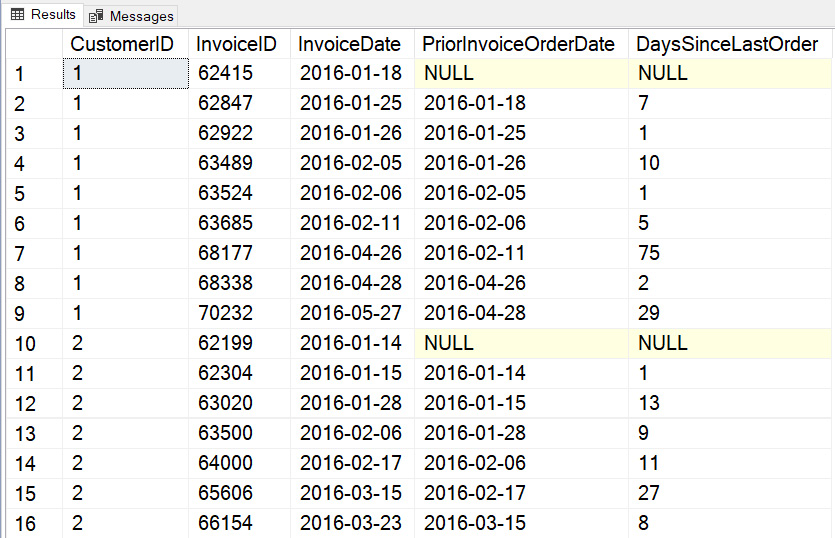 Results Messages
CustomerID InvoiceID InvoiceDate PriorInvoiceOrderDate DaysSinceLastOrder
1 1 62415 2016-01-18 NULL NULL
2 1 62847 2016-01-25 2016-01-18 7
3 1 62922 2016-01-26 2016-01-25 1
4 1 63489 2016-02-05 2016-01-26 10
5 1 63524 2016-02-06 2016-02-05 1
6 1 63685 2016-02-11 2016-02-06 5
7 1 68177 2016-04-26 2016-02-11 75
8 1 68338 2016-04-28 2016-04-26 2
9 1 70232 2016-05-27 2016-04-28 29
10 2 62199 2016-01-14 NULL NULL
11 2 62304 2016-01-15 2016-01-14 1
12 2 63020 2016-01-28 2016-01-15 13
13 2 63500 2016-02-06 2016-01-28 9
14 2 64000 2016-02-17 2016-02-06 11
15 2 65606 2016-03-15 2016-02-17 27
16 2 66154 2016-03-23 2016-03-15 8